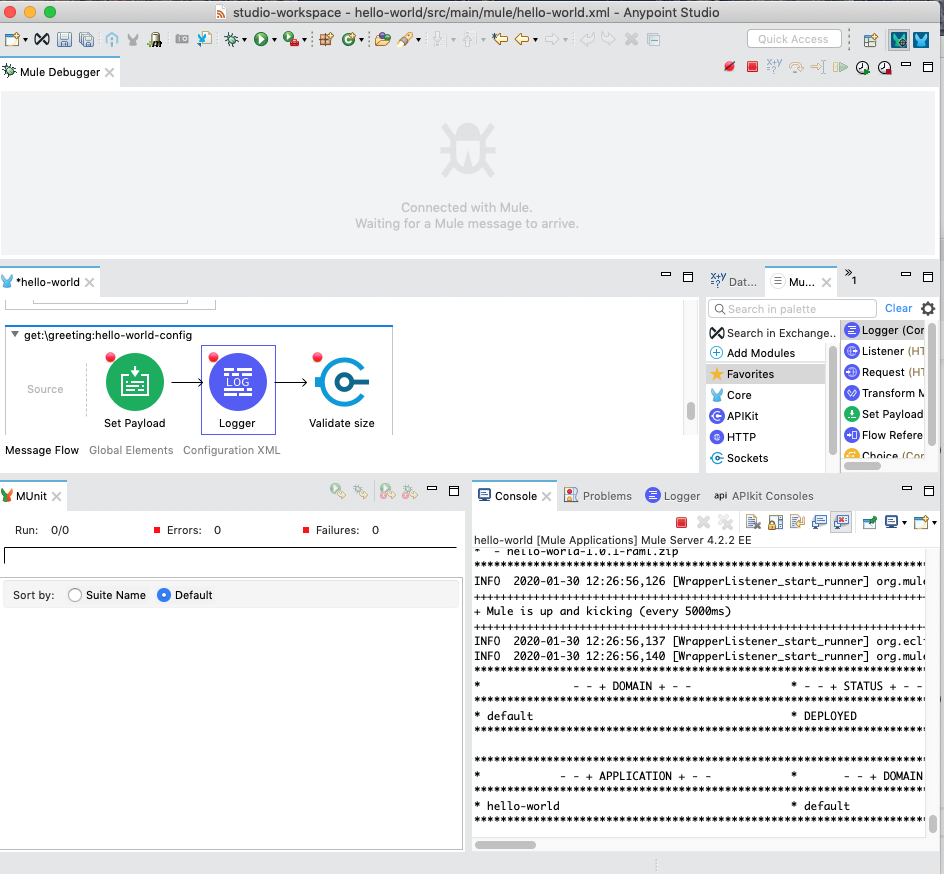 studio-workspace - hello-world/src/main/mule/hello-world.xml - Anypoint Studio
Quick Access
Mule Debugger
Connected with Mule.
Waiting for a Mule message to arrive.
*hello-world
Dat...
Mu...
»1
Search in palette
Clear
get:\greeting:hello-world-config
Source
Set Payload
LOG
Logger
Validate size
Message Flow
Global Elements
Configuration XML
Search in Exchange..
Add Modules
Favorites
Core
APIKit
HTTP
Sockets
Logger (Cor
Listener (HT
Request (HT
Transform M
Set Payload
Flow Refere
Choice (Cor
MUnit
Run: 0/0
Errors: 0
Failures: 0
Sort by:
Suite Name
Default
Console
Problems
Logger
api APIkit Consoles
hello-world [Mule Applications] Mule Server 4.2.2 EE
* - hello-world-1.0.1-raml.zip
**********************************************************************
INFO 2020-01-30 12:26:56,126 [WrapperListener_start_runner] org.mule
++++++++++++++++++++++++++++++++++++++++++++++++++++++++++++++++++++++
+ Mule is up and kicking (every 5000ms)
++++++++++++++++++++++++++++++++++++++++++++++++++++++++++++++++++++++
INFO 2020-01-30 12:26:56,137 [WrapperListener_start_runner] org.ecli
INFO 2020-01-30 12:26:56,140 [WrapperListener_start_runner] org.mule
**********************************************************************
* - - + DOMAIN + - - * - - + STATUS + - -
**********************************************************************
* default * DEPLOYED
**********************************************************************
**********************************************************************
* - - + APPLICATION + - - * - - + DOMAIN
**********************************************************************
* hello-world * default
**********************************************************************